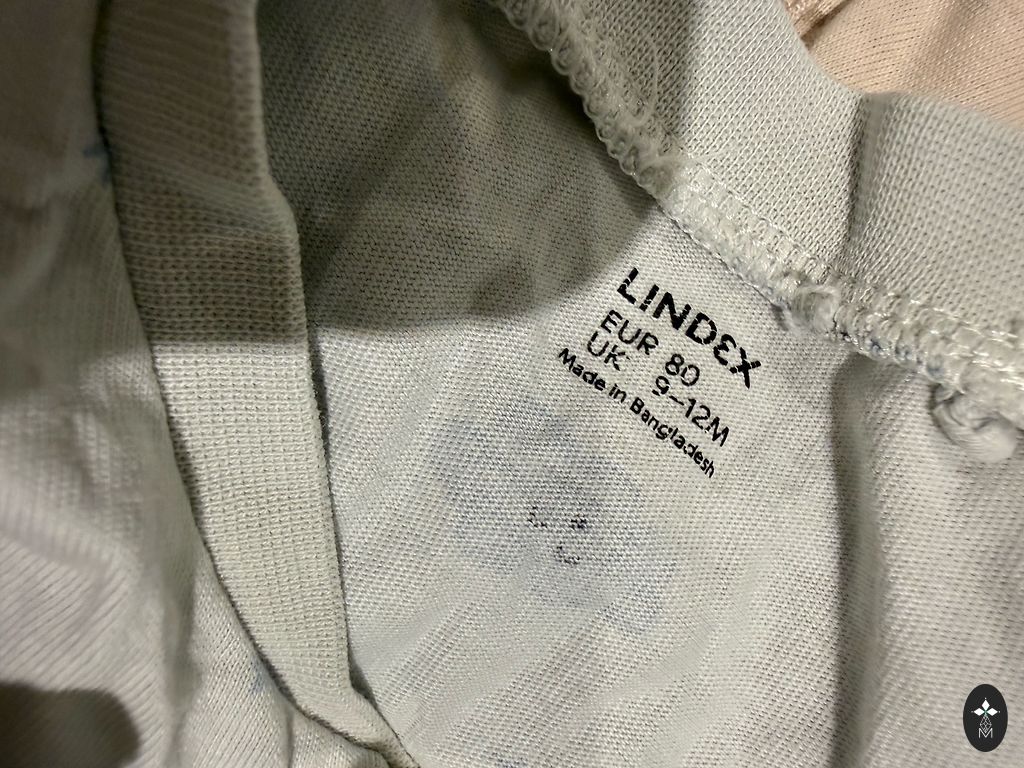 LINDEX
EUR 80
UK 9-12M
Made in Bangladesh
M